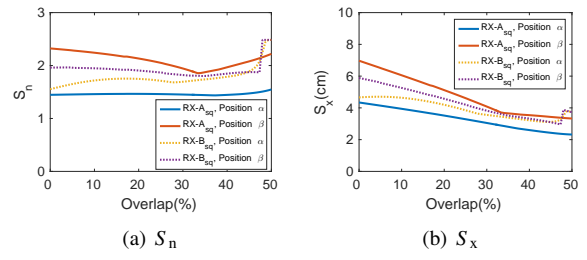 3
2
1
0
S_n
0 10 20 30 40 50
Overlap(%)
RX-A_sq, Position α
RX-A_sq, Position β
RX-B_sq, Position α
RX-B_sq, Position β
(a) S_n
10
8
6
4
2
0
S_x(cm)
0 10 20 30 40 50
Overlap(%)
RX-A_sq, Position α
RX-A_sq, Position β
RX-B_sq, Position α
RX-B_sq, Position β
(b) S_x